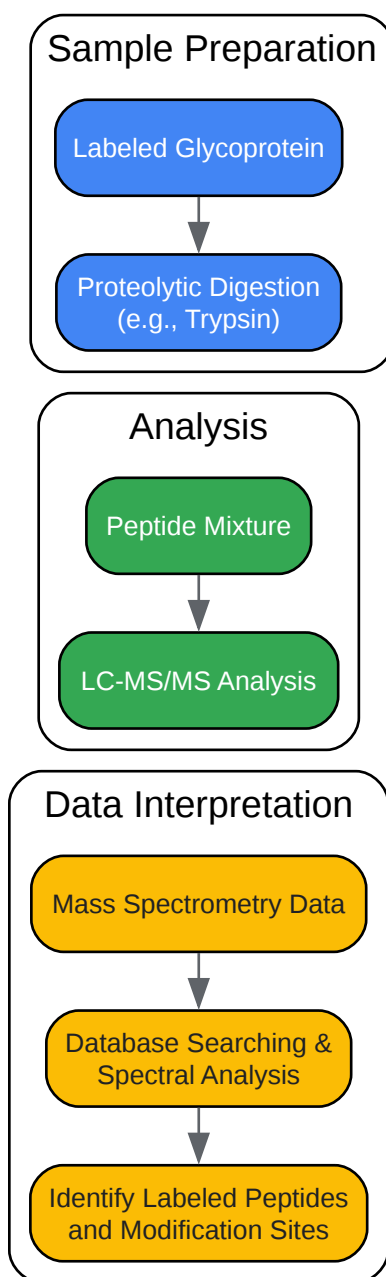 Sample Preparation
Labeled Glycoprotein
Proteolytic Digestion
(e.g., Trypsin)
Analysis
Peptide Mixture
LC-MS/MS Analysis
Data Interpretation
Mass Spectrometry Data
Database Searching &
Spectral Analysis
Identify Labeled Peptides
and Modification Sites